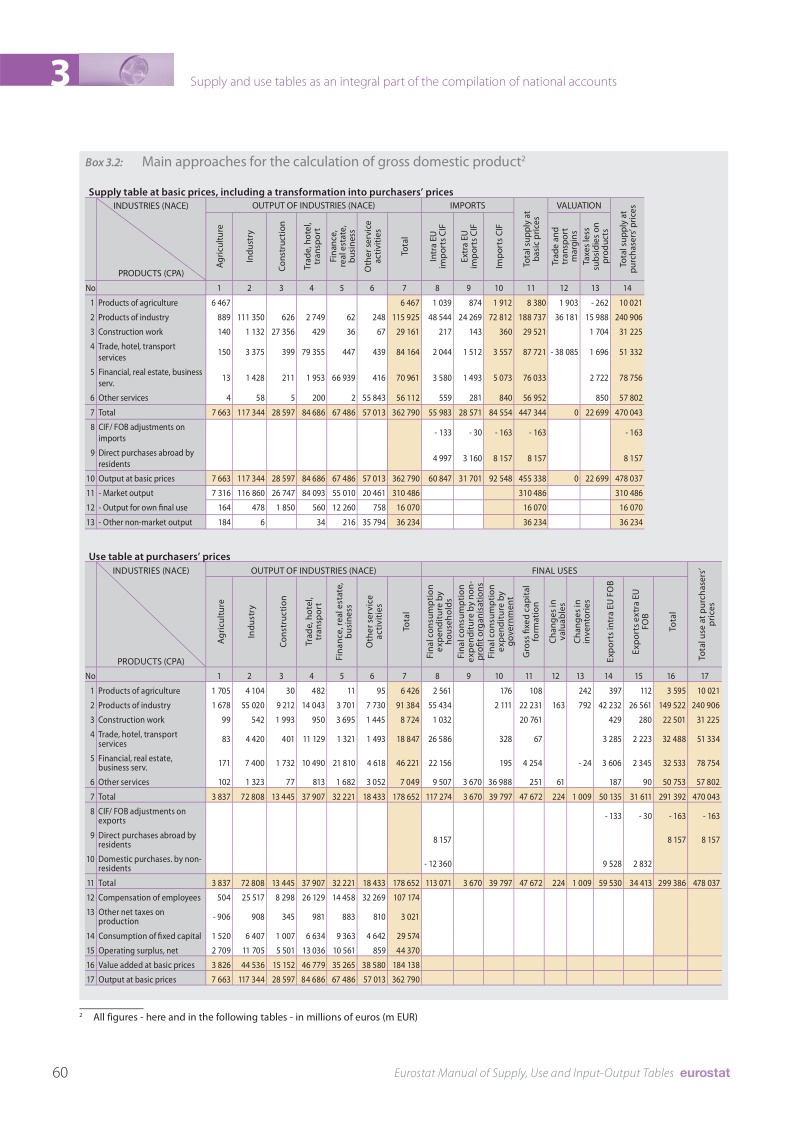 3
Supply and use tables as an integral part of the compilation of national accounts
Box 3.2: Main approaches for the calculation of gross domestic product2
Supply table at basic prices, including a transformation into purchasers’ prices
INDUSTRIES (NACE) OUTPUT OF INDUSTRIES (NACE) IMPORTS VALUATION
PRODUCTS (CPA) Agriculture Industry Construction Trade, hotel, transport Finance, real estate, business Other service activities Total Intra EU imports CIF Extra EU imports CIF Imports CIF Total supply at basic prices Trade and transport margins Taxes less subsidies on products Total supply at purchasers prices
No 1 2 3 4 5 6 7 8 9 10 11 12 13 14
1 Products of agriculture 6 467 6 467 1 039 874 1 912 8 380 1 903 - 262 10 021
2 Products of industry 889 111 350 626 2 749 62 248 115 925 48 544 24 269 72 812 188 737 36 181 15 988 240 906
3 Construction work 140 1 132 27 356 429 36 67 29 161 217 143 360 29 521 1 704 31 225
4 Trade, hotel, transport services 150 3 375 399 79 355 447 439 84 164 2 044 1 512 3 557 87 721 - 38 085 1 696 51 332
5 Financial, real estate, business serv. 13 1 428 211 1 953 66 939 416 70 961 3 580 1 493 5 073 76 033 2 722 78 756
6 Other services 4 58 5 200 2 55 843 56 112 559 281 840 56 952 850 57 802
7 Total 7 663 117 344 28 597 84 686 67 486 57 013 362 790 55 983 28 571 84 554 447 344 0 22 699 470 043
8 CIF/ FOB adjustments on imports - 133 - 30 - 163 - 163 - 163
9 Direct purchases abroad by residents 4 997 3 160 8 157 8 157 8 157
10 Output at basic prices 7 663 117 344 28 597 84 686 67 486 57 013 362 790 60 847 31 701 92 548 455 338 0 22 699 478 037
11 - Market output 7 316 116 860 26 747 84 093 55 010 20 461 310 486 310 486 310 486
12 - Output for own final use 164 478 1 850 560 12 260 758 16 070 16 070 16 070
13 - Other non-market output 184 6 34 216 35 794 36 234 36 234 36 234
Use table at purchasers’ prices
INDUSTRIES (NACE) OUTPUT OF INDUSTRIES (NACE) FINAL USES
PRODUCTS (CPA) Agriculture Industry Construction Trade, hotel, transport Finance, real estate, business Other service activities Total Final consumption expenditure by households Final consumption expenditure by non-profit organisations Final consumption expenditure by government Gross fixed capital formation Changes in valuables Changes in inventories Exports intra EU FOB Exports extra EU FOB Total Total use at purchasers’ prices
No 1 2 3 4 5 6 7 8 9 10 11 12 13 14 15 16 17
1 Products of agriculture 1 705 4 104 30 482 11 95 6 426 2 561 176 108 242 397 112 3 595 10 021
2 Products of industry 1 678 55 020 9 212 14 043 3 701 7 730 91 384 55 434 2 111 22 231 163 792 42 232 26 561 149 522 240 906
3 Construction work 99 542 1 993 950 3 695 1 445 8 724 1 032 20 761 429 280 22 501 31 225
4 Trade, hotel, transport services 83 4 420 401 11 129 1 321 1 493 18 847 26 586 328 67 3 285 2 223 32 488 51 334
5 Financial, real estate, business serv. 171 7 400 1 732 10 490 21 810 4 618 46 221 22 156 195 4 254 - 24 3 606 2 345 32 533 78 754
6 Other services 102 1 323 77 813 1 682 3 052 7 049 9 507 3 670 36 988 251 61 187 90 50 753 57 802
7 Total 3 837 72 808 13 445 37 907 32 221 18 433 178 652 117 274 3 670 39 797 47 672 224 1 009 50 135 31 611 291 392 470 043
8 CIF/ FOB adjustments on exports - 133 - 30 - 163 - 163
9 Direct purchases abroad by residents 8 157 8 157 8 157
10 Domestic purchases. by non-residents - 12 360 9 528 2 832
11 Total 3 837 72 808 13 445 37 907 32 221 18 433 178 652 113 071 3 670 39 797 47 672 224 1 009 59 530 34 413 299 386 478 037
12 Compensation of employees 504 25 517 8 298 26 129 14 458 32 269 107 174
13 Other net taxes on production - 906 908 345 981 883 810 3 021
14 Consumption of fixed capital 1 520 6 407 1 007 6 634 9 363 4 642 29 574
15 Operating surplus, net 2 709 11 705 5 501 13 036 10 561 859 44 370
16 Value added at basic prices 3 826 44 536 15 152 46 779 35 265 38 580 184 138
17 Output at basic prices 7 663 117 344 28 597 84 686 67 486 57 013 362 790
2 All figures - here and in the following tables - in millions of euros (m EUR)
60 Eurostat Manual of Supply, Use and Input-Output Tables eurostat